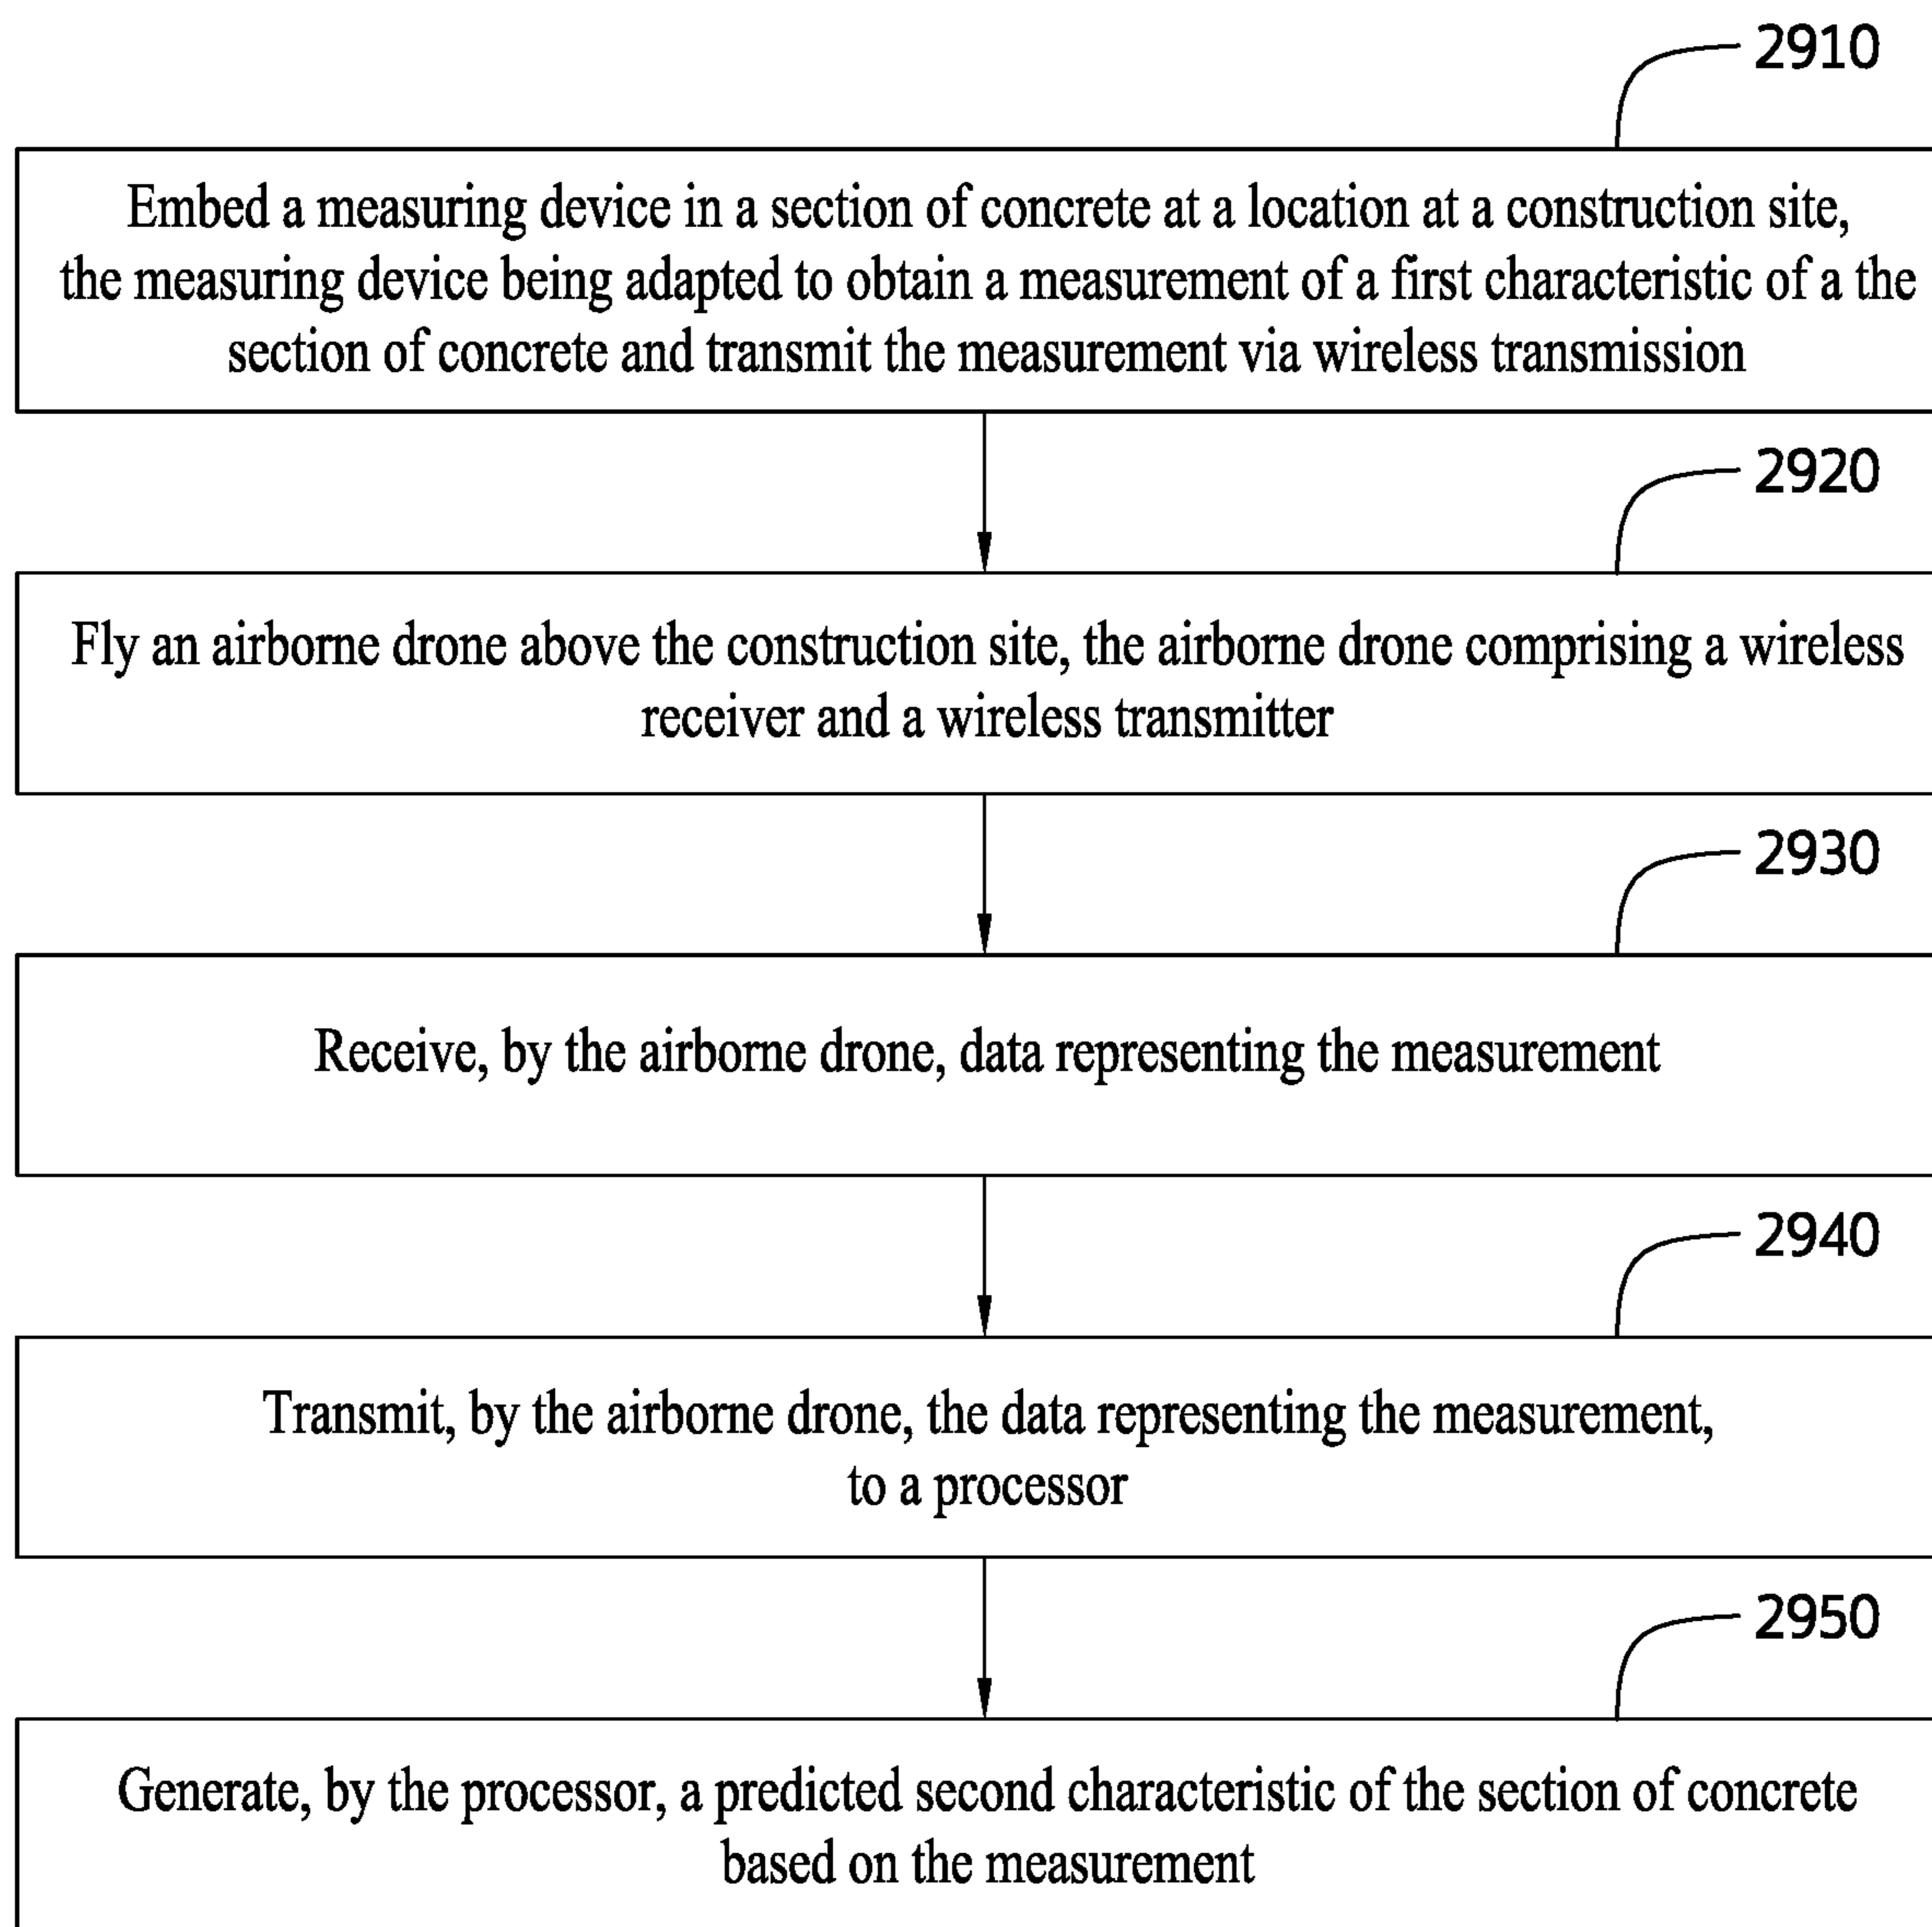 2910
Embed a measuring device in a section of concrete at a location at a construction site,
the measuring device being adapted to obtain a measurement of a first characteristic of a the
section of concrete and transmit the measurement via wireless transmission
2920
Fly an airborne drone above the construction site, the airborne drone comprising a wireless
receiver and a wireless transmitter
2930
Receive, by the airborne drone, data representing the measurement
2940
Transmit, by the airborne drone, the data representing the measurement,
to a processor
2950
Generate, by the processor, a predicted second characteristic of the section of concrete
based on the measurement